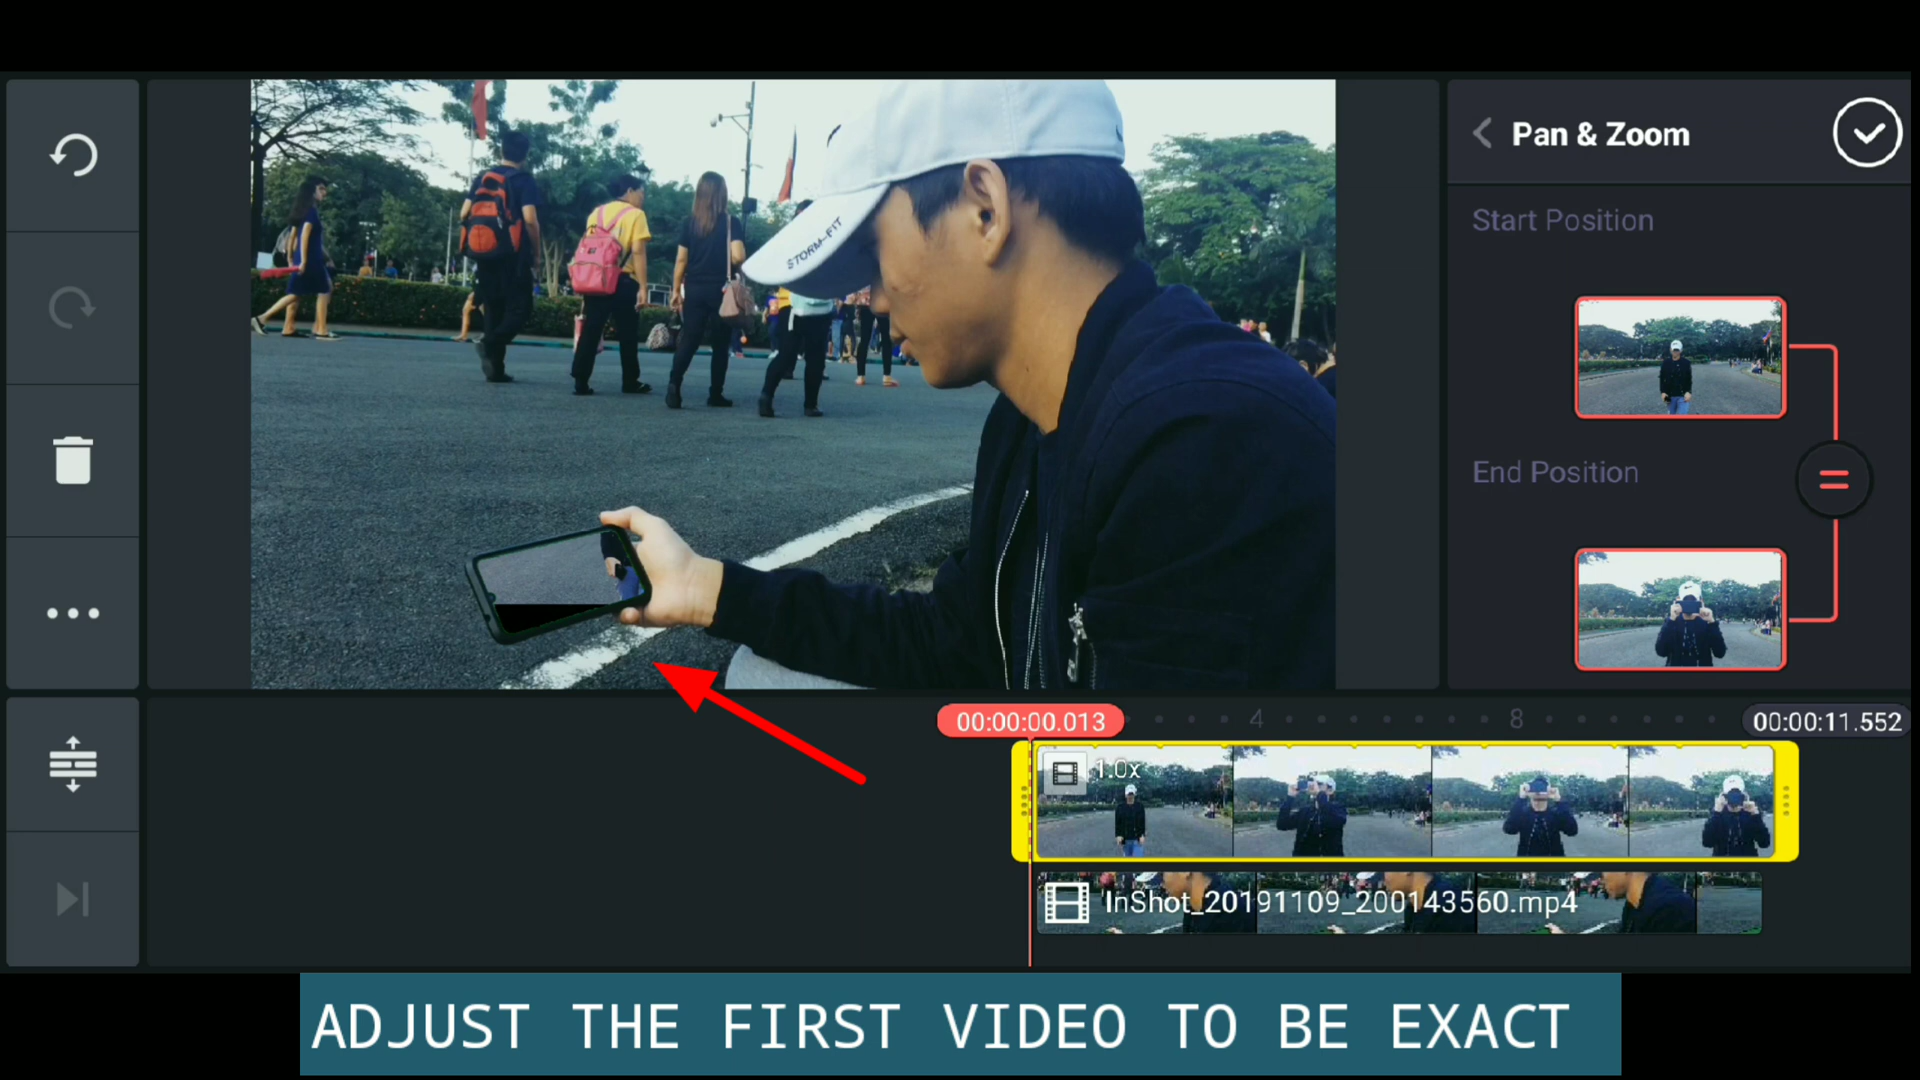 Pan & Zoom
Start Position
End Position
STORM-FIT
00:00:00.013
4
8
00:00:11.552
1.0x
InShot_20191109_200143560.mp4
ADJUST THE FIRST VIDEO TO BE EXACT